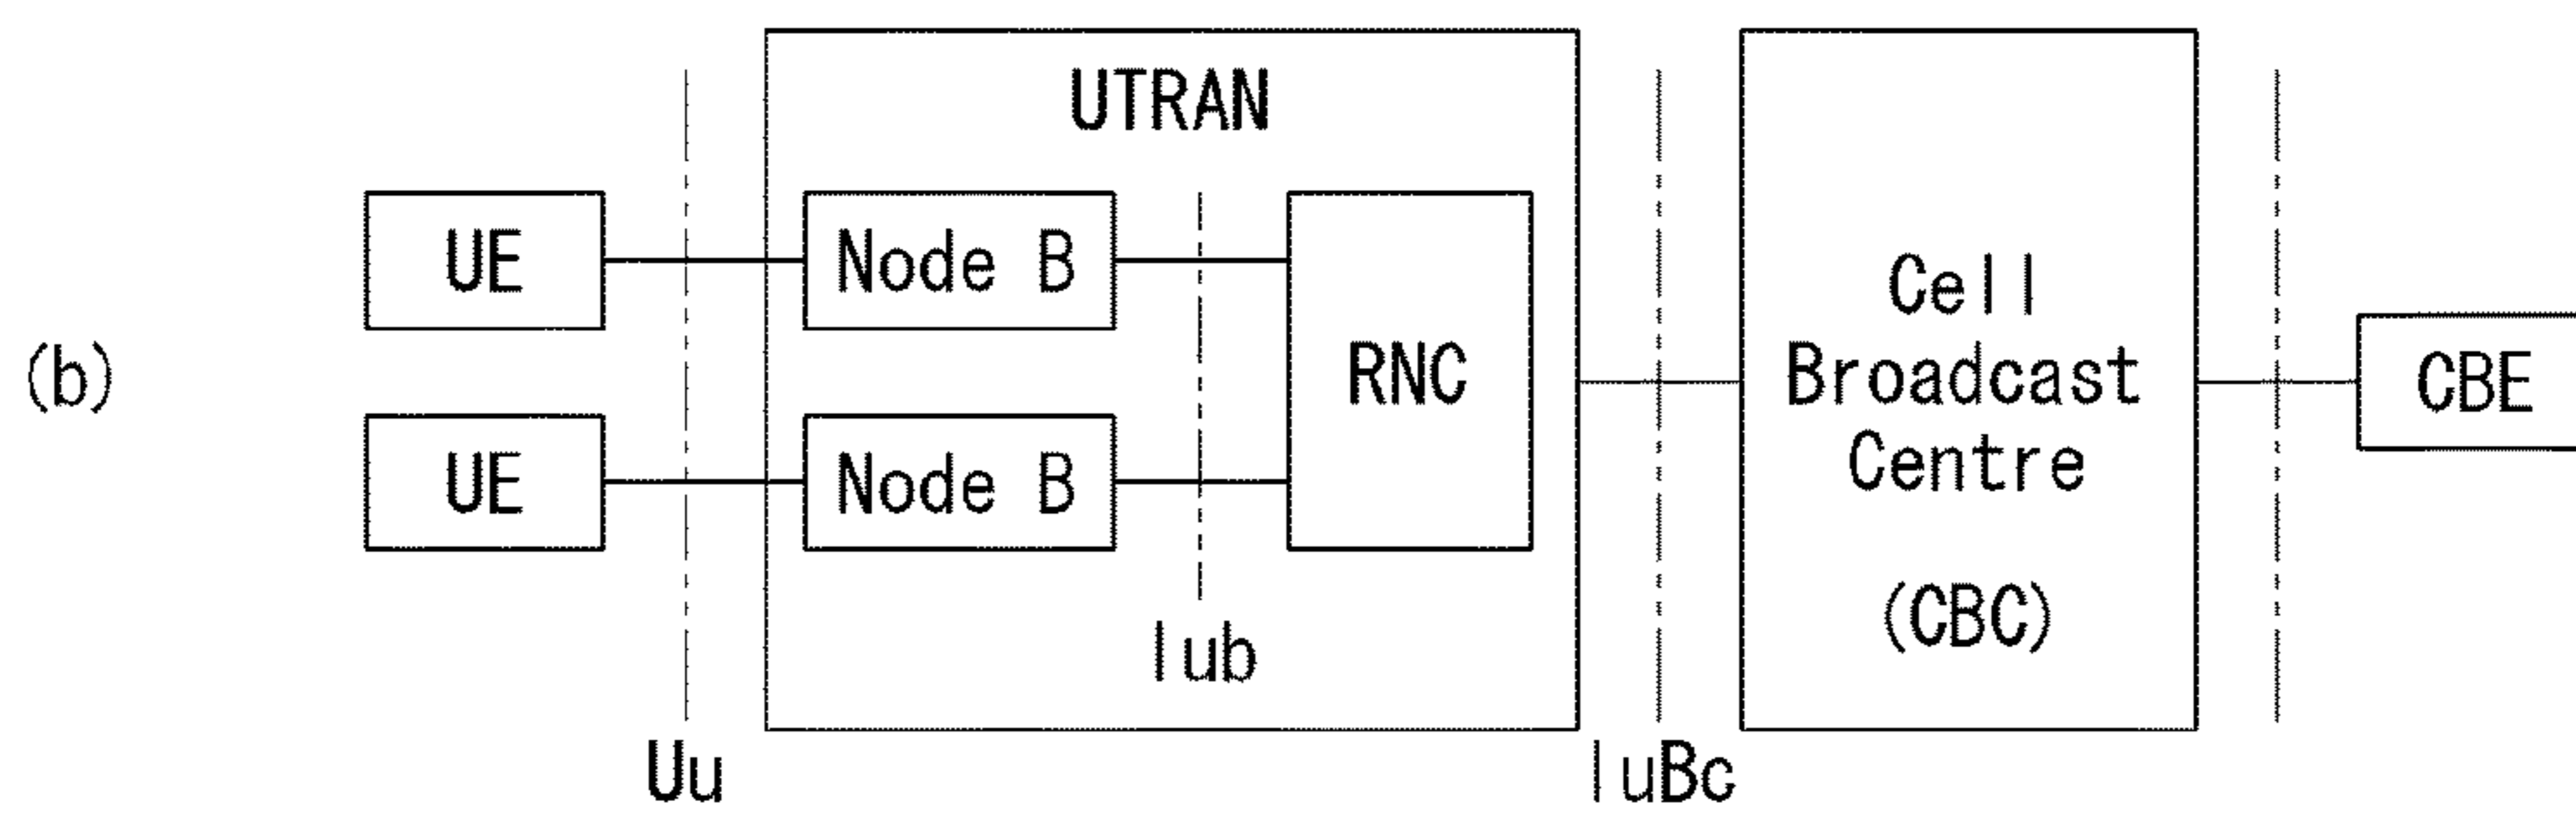 (b)
UTRAN
UE
Node B
UE
Node B
RNC
Iub
Uu
IuBc
Cell
Broadcast
Centre
(CBC)
CBE